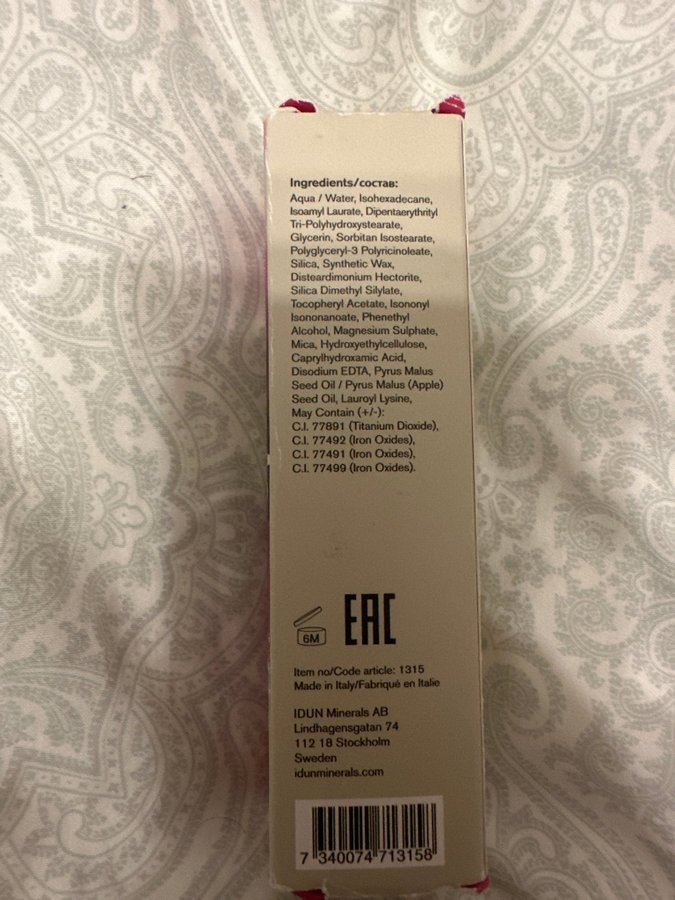 Ingredients/состав:
Aqua / Water, Isohexadecane,
Isoamyl Laurate, Dipentaerythrityl
Tri-Polyhydroxystearate,
Glycerin, Sorbitan Isostearate,
Polyglyceryl-3 Polyricinoleate,
Silica, Synthetic Wax,
Disteardimonium Hectorite,
Silica Dimethyl Silylate,
Tocopheryl Acetate, Isononyl
Isononanoate, Phenethyl
Alcohol, Magnesium Sulphate,
Mica, Hydroxyethylcellulose,
Caprylhydroxamic Acid,
Disodium EDTA, Pyrus Malus
Seed Oil / Pyrus Malus (Apple)
Seed Oil, Lauroyl Lysine,
May Contain (+/-):
C.I. 77891 (Titanium Dioxide),
C.I. 77492 (Iron Oxides),
C.I. 77491 (Iron Oxides),
C.I. 77499 (Iron Oxides).
6M
EAC
Item no/Code article: 1315
Made in Italy/Fabriqué en Italie
IDUN Minerals AB
Lindhagensgatan 74
112 18 Stockholm
Sweden
idunminerals.com
7 340074 713158